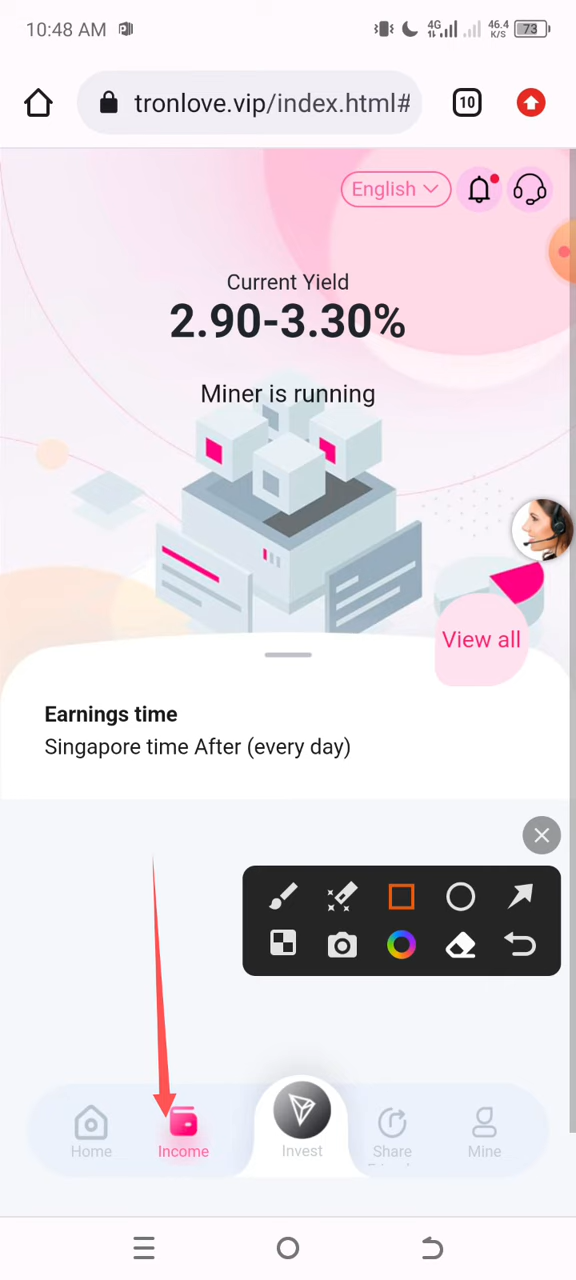 10:48 AM
4G
46.4
K/S
73
tronlove.vip/index.html#
10
English
Current Yield
2.90-3.30%
Miner is running
View all
Earnings time
Singapore time After (every day)
Home
Income
Invest
Share
Mine